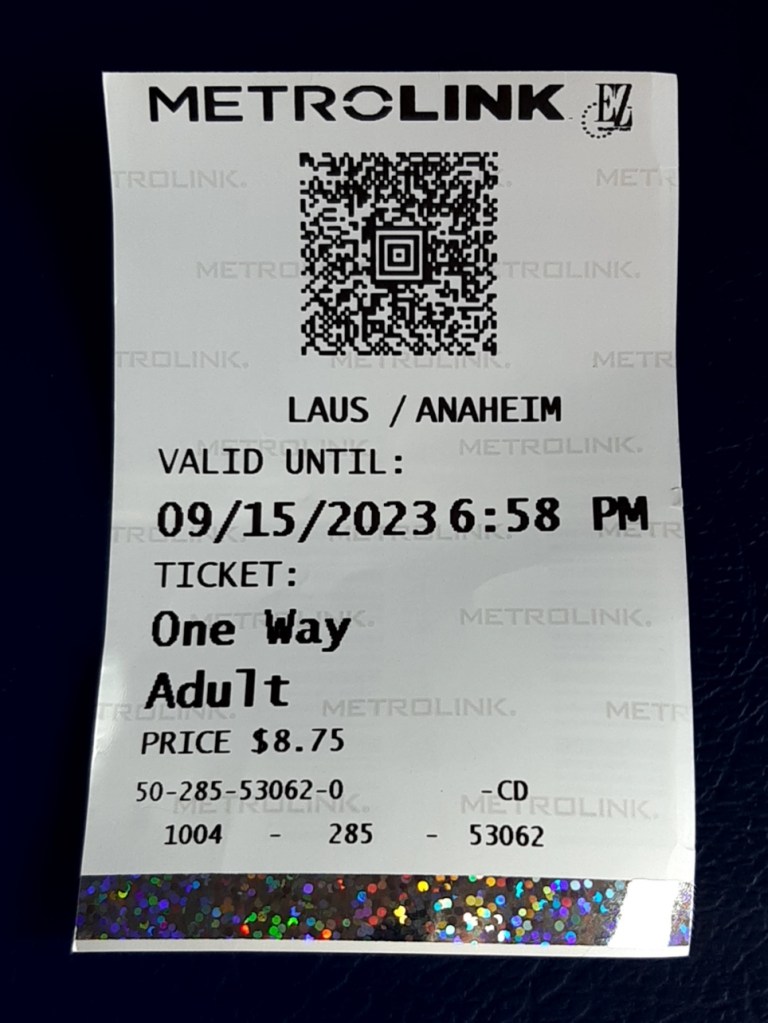 METROLINK EZ
LAUS / ANAHEIM
VALID UNTIL:
09/15/2023 6:58 PM
TICKET:
One Way
Adult
PRICE $8.75
50-285-53062-0 -CD
1004 - 285 - 53062